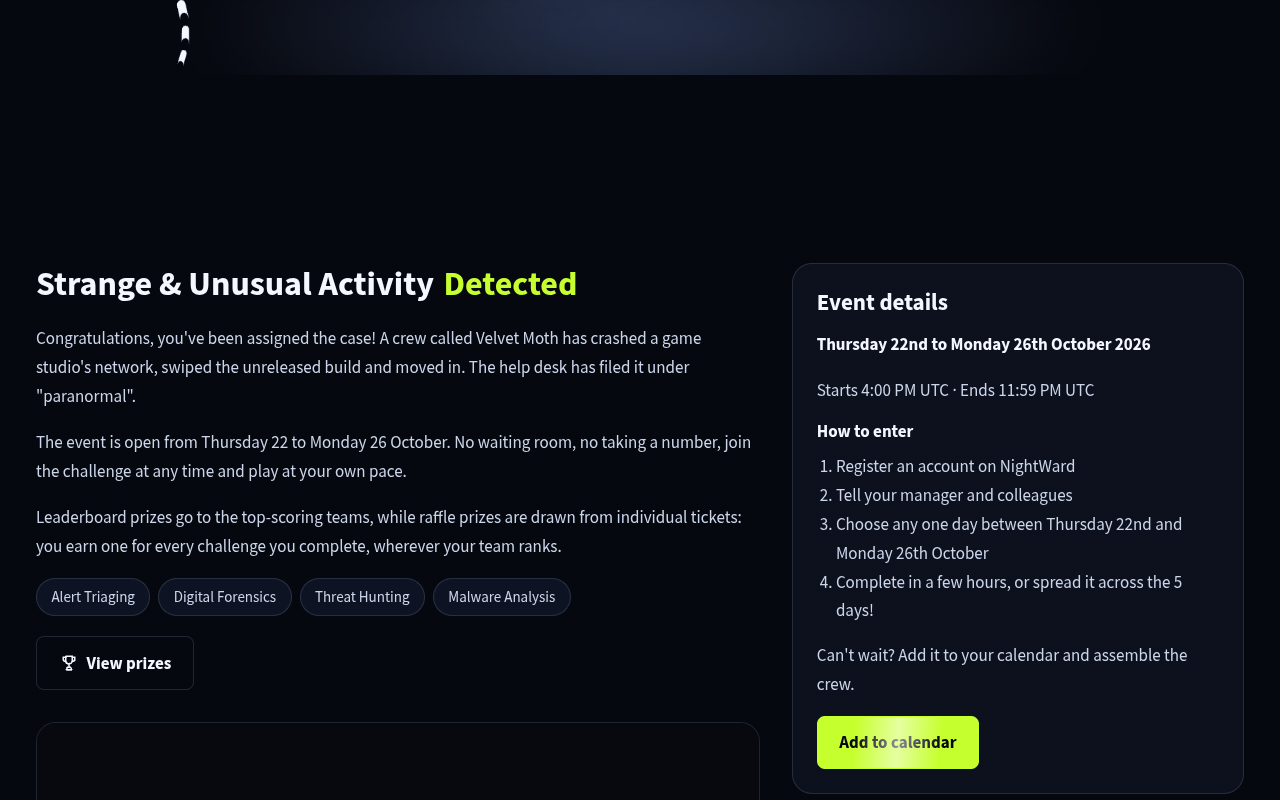 Strange & Unusual Activity Detected
Congratulations, you've been assigned the case! A crew called Velvet Moth has crashed a game
studio's network, swiped the unreleased build and moved in. The help desk has filed it under
"paranormal".
The event is open from Thursday 22 to Monday 26 October. No waiting room, no taking a number, join
the challenge at any time and play at your own pace.
Leaderboard prizes go to the top-scoring teams, while raffle prizes are drawn from individual tickets:
you earn one for every challenge you complete, wherever your team ranks.
Alert Triaging
Digital Forensics
Threat Hunting
Malware Analysis
View prizes
Event details
Thursday 22nd to Monday 26th October 2026
Starts 4:00 PM UTC · Ends 11:59 PM UTC
How to enter
1. Register an account on NightWard
2. Tell your manager and colleagues
3. Choose any one day between Thursday 22nd and
Monday 26th October
4. Complete in a few hours, or spread it across the 5
days!
Can't wait? Add it to your calendar and assemble the
crew.
Add to calendar